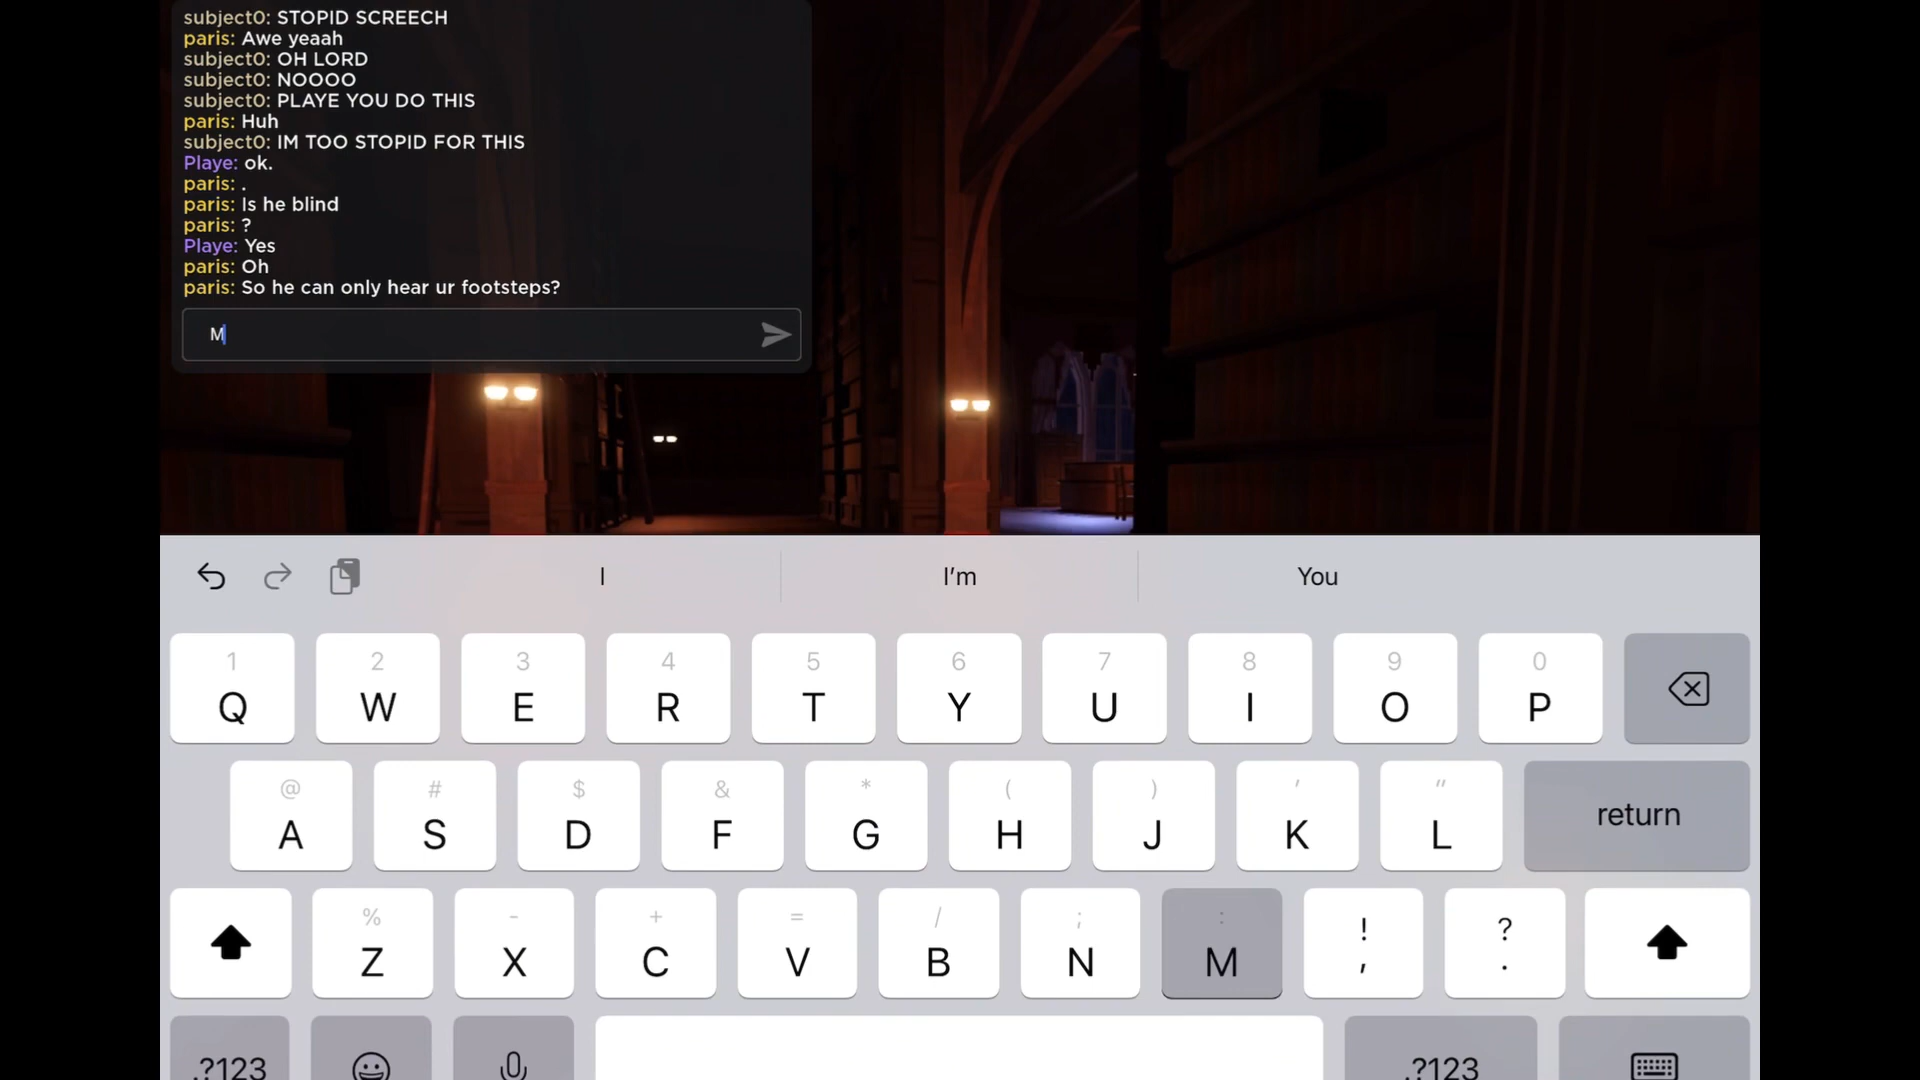 subject0: STOPID SCREECH
paris: Awe yeaah
subject0: OH LORD
subject0: NOOOO
subject0: PLAYE YOU DO THIS
paris: Huh
subject0: IM TOO STOPID FOR THIS
Playe: ok.
paris: .
paris: Is he blind
paris: ?
Playe: Yes
paris: Oh
paris: So he can only hear ur footsteps?
M
I I'm You
1 2 3 4 5 6 7 8 9 0
Q W E R T Y U I O P
@ # $ & * ( ) ' "
A S D F G H J K L return
% - + = / ; : ! ?
Z X C V B N M , .
.?123 .?123